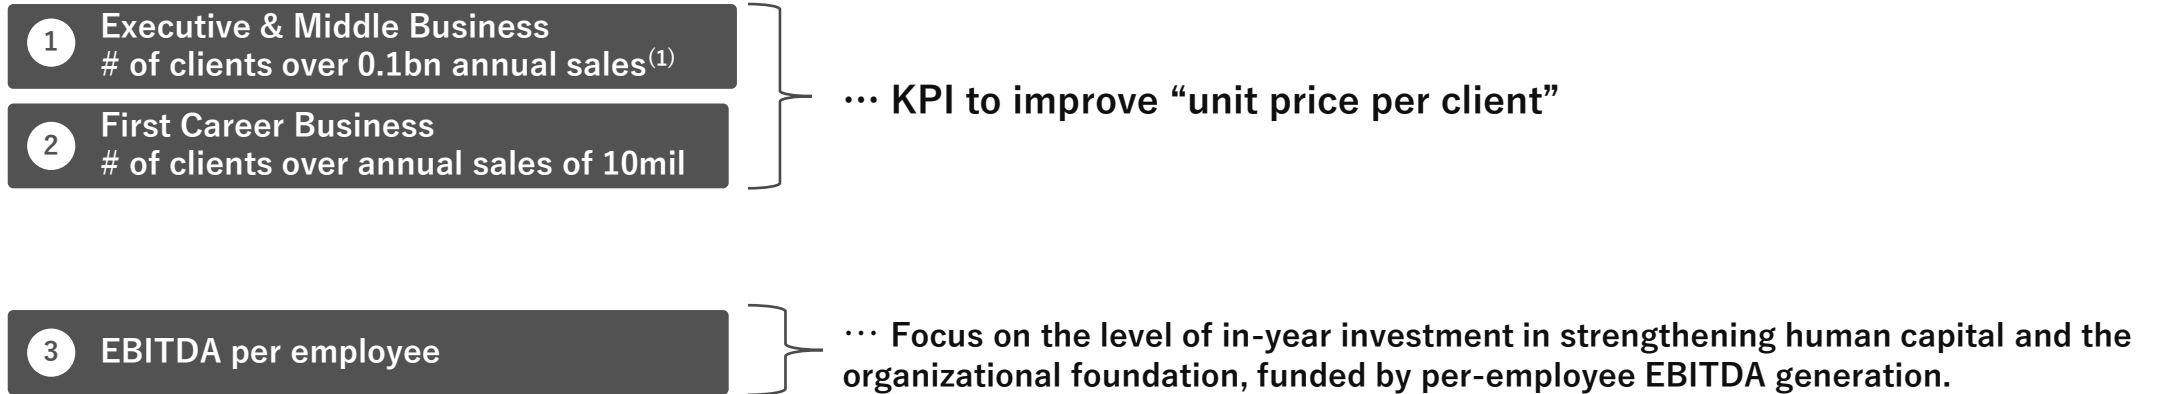 1
Executive & Middle Business
# of clients over 0.1bn annual sales(1)
2
First Career Business
# of clients over annual sales of 10mil
… KPI to improve “unit price per client”
3
EBITDA per employee
… Focus on the level of in-year investment in strengthening human capital and the
organizational foundation, funded by per-employee EBITDA generation.